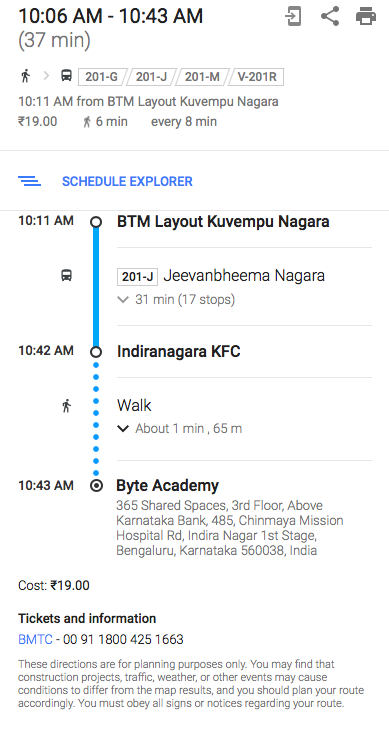 10:06 AM - 10:43 AM
(37 min)
201-G 201-J 201-M V-201R
10:11 AM from BTM Layout Kuvempu Nagara
₹19.00 6 min every 8 min
SCHEDULE EXPLORER
10:11 AM BTM Layout Kuvempu Nagara
201-J Jeevanbheema Nagara
31 min (17 stops)
10:42 AM Indiranagara KFC
Walk
About 1 min , 65 m
10:43 AM Byte Academy
365 Shared Spaces, 3rd Floor, Above
Karnataka Bank, 485, Chinmaya Mission
Hospital Rd, Indira Nagar 1st Stage,
Bengaluru, Karnataka 560038, India
Cost: ₹19.00
Tickets and information
BMTC - 00 91 1800 425 1663
These directions are for planning purposes only. You may find that
construction projects, traffic, weather, or other events may cause
conditions to differ from the map results, and you should plan your route
accordingly. You must obey all signs or notices regarding your route.